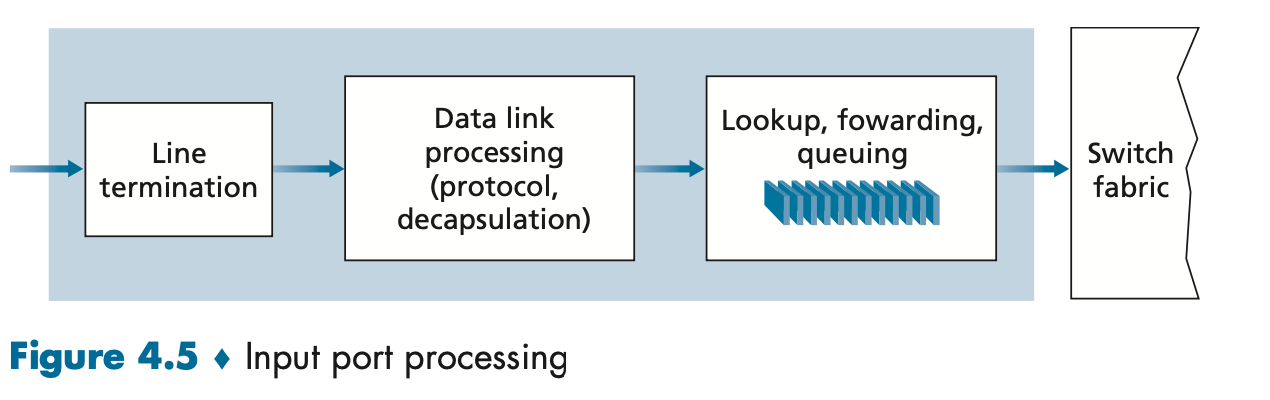 Line
termination
Data link
processing
(protocol,
decapsulation)
Lookup, fowarding,
queuing
Switch
fabric
Figure 4.5 ♦ Input port processing